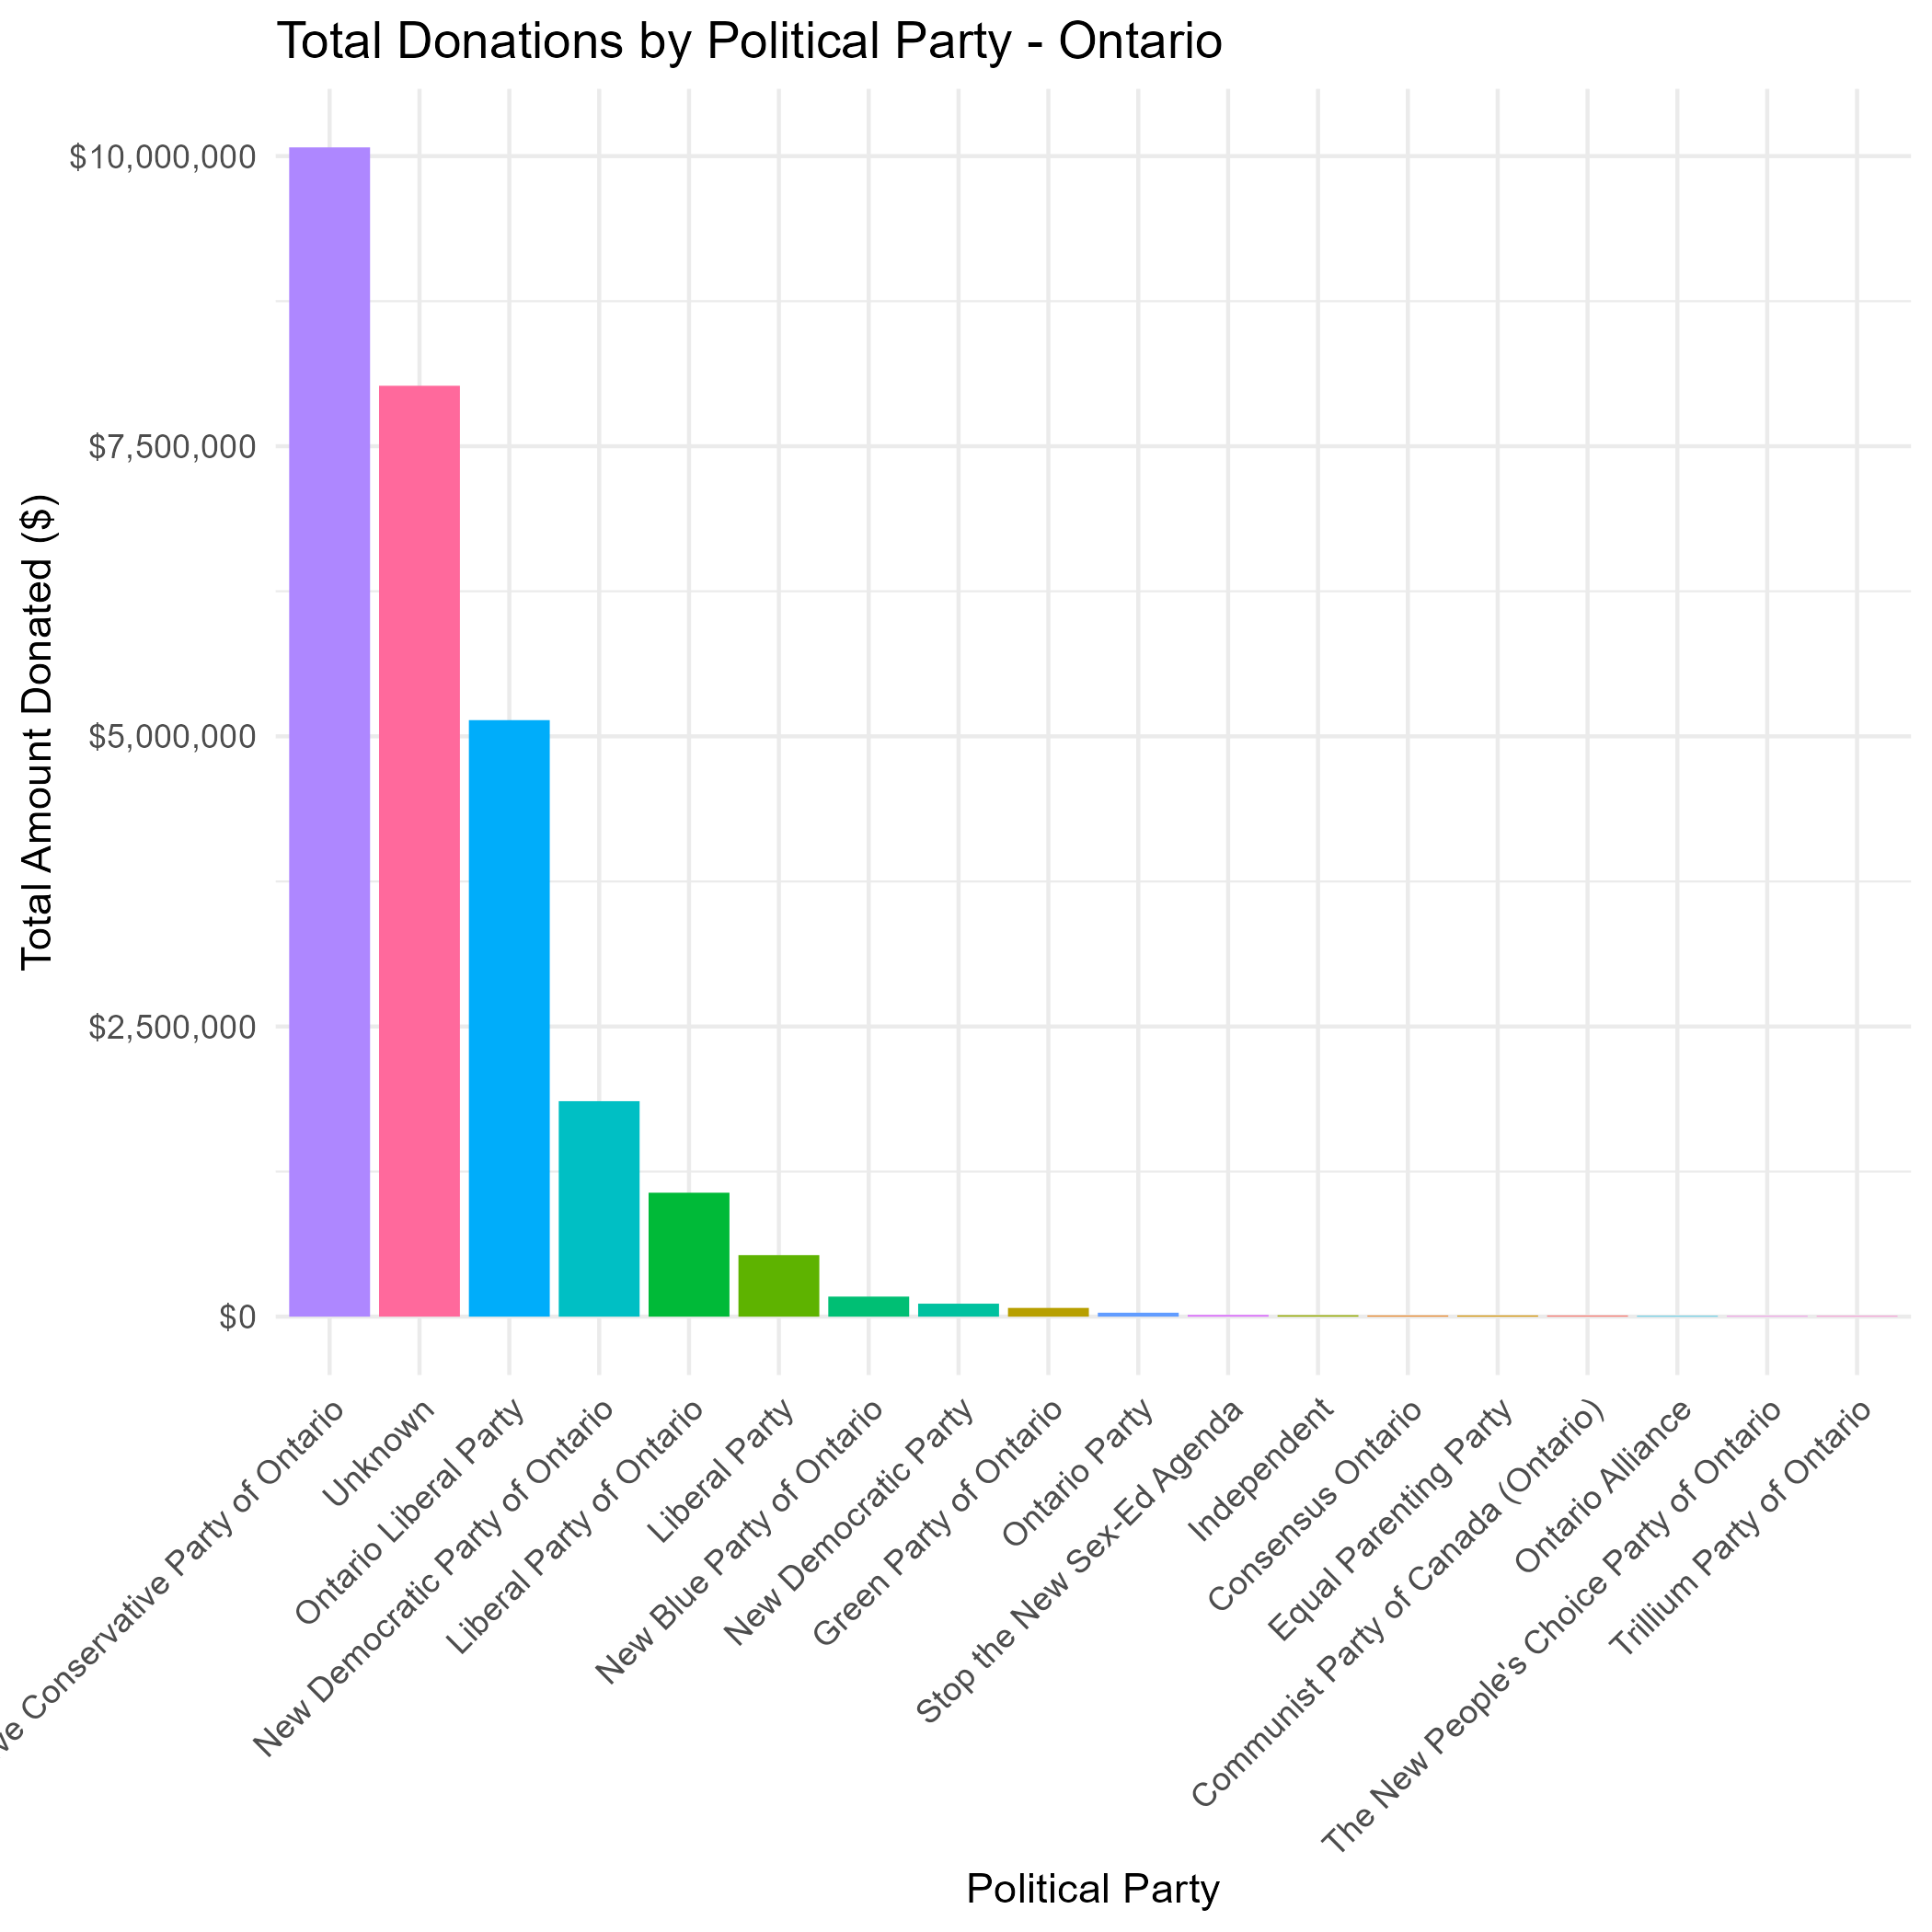 Total Donations by Political Party - Ontario
Total Amount Donated ($)
$10,000,000
$7,500,000
$5,000,000
$2,500,000
$0
ve Conservative Party of Ontario
Unknown
Ontario Liberal Party
New Democratic Party of Ontario
Liberal Party of Ontario
Liberal Party
New Blue Party of Ontario
New Democratic Party
Green Party of Ontario
Ontario Party
Stop the New Sex-Ed Agenda
Independent
Consensus Ontario
Equal Parenting Party
Communist Party of Canada (Ontario)
Ontario Alliance
The New People's Choice Party of Ontario
Trillium Party of Ontario
Political Party